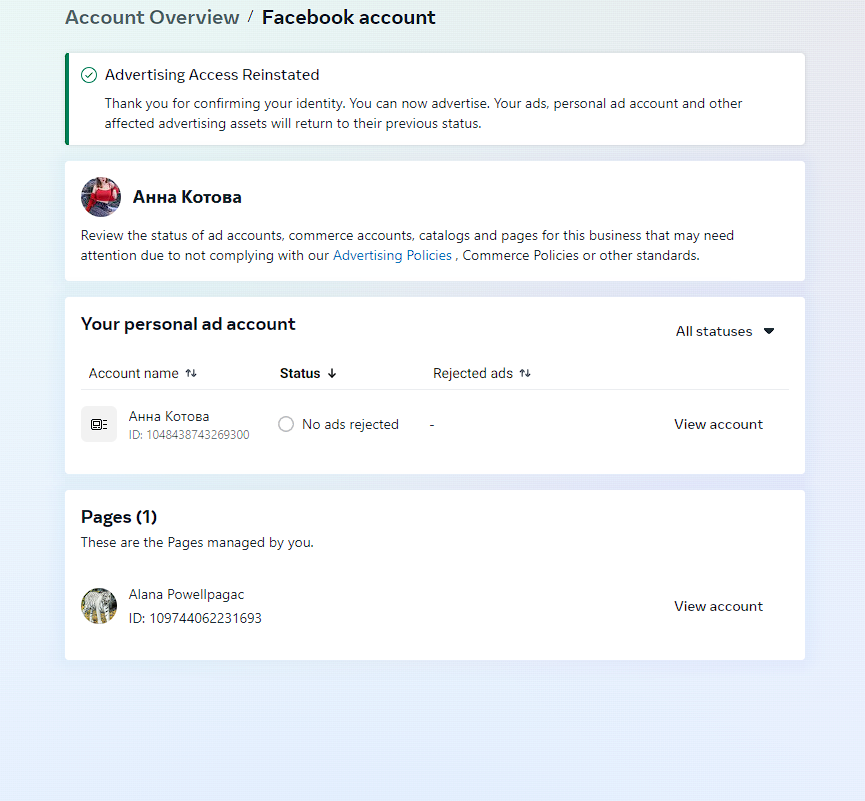 Account Overview / Facebook account
Advertising Access Reinstated
Thank you for confirming your identity. You can now advertise. Your ads, personal ad account and other
affected advertising assets will return to their previous status.
Анна Котова
Review the status of ad accounts, commerce accounts, catalogs and pages for this business that may need
attention due to not complying with our Advertising Policies , Commerce Policies or other standards.
Your personal ad account
All statuses
Account name Status Rejected ads
Анна Котова
ID: 1048438743269300
No ads rejected
-
View account
Pages (1)
These are the Pages managed by you.
Alana Powellpagac
ID: 109744062231693
View account